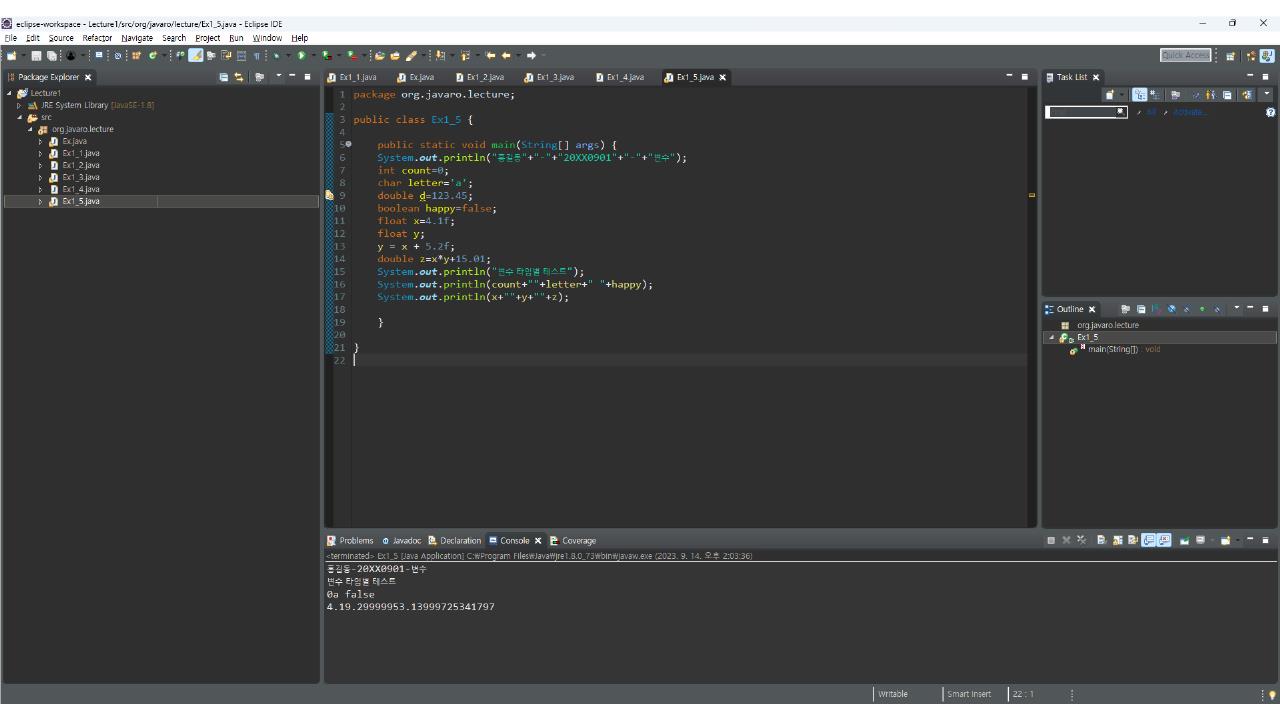 eclipse-workspace - Lecture1/src/org/javaro/lecture/Ex1_5.java - Eclipse IDE
File Edit Source Refactor Navigate Search Project Run Window Help
Quick Access
Package Explorer
Lecture1
JRE System Library [JavaSE-1.8]
src
org.javaro.lecture
Ex.java
Ex1_1.java
Ex1_2.java
Ex1_3.java
Ex1_4.java
Ex1_5.java
Ex1_1.java Ex.java Ex1_2.java Ex1_3.java Ex1_4.java Ex1_5.java
1 package org.javaro.lecture;
2
3 public class Ex1_5 {
4
5 public static void main(String[] args) {
6 System.out.println("홍길동"+"-"+"20XX0901"+"-"+"변수");
7 int count=0;
8 char letter='a';
9 double d=123.45;
10 boolean happy=false;
11 float x=4.1f;
12 float y;
13 y = x + 5.2f;
14 double z=x*y+15.01;
15 System.out.println("변수 타입별 테스트");
16 System.out.println(count+""+letter+" "+happy);
17 System.out.println(x+""+y+""+z);
18
19 }
20
21 }
22
Task List
All Activate...
Outline
org.javaro.lecture
Ex1_5
main(String[]) : void
Problems Javadoc Declaration Console Coverage
<terminated> Ex1_5 [Java Application] C:₩Program Files₩Java₩jre1.8.0_73₩bin₩javaw.exe (2023. 9. 14. 오후 2:03:36)
홍길동-20XX0901-변수
변수 타입별 테스트
0a false
4.19.29999953.13999725341797
Writable Smart Insert 22 : 1